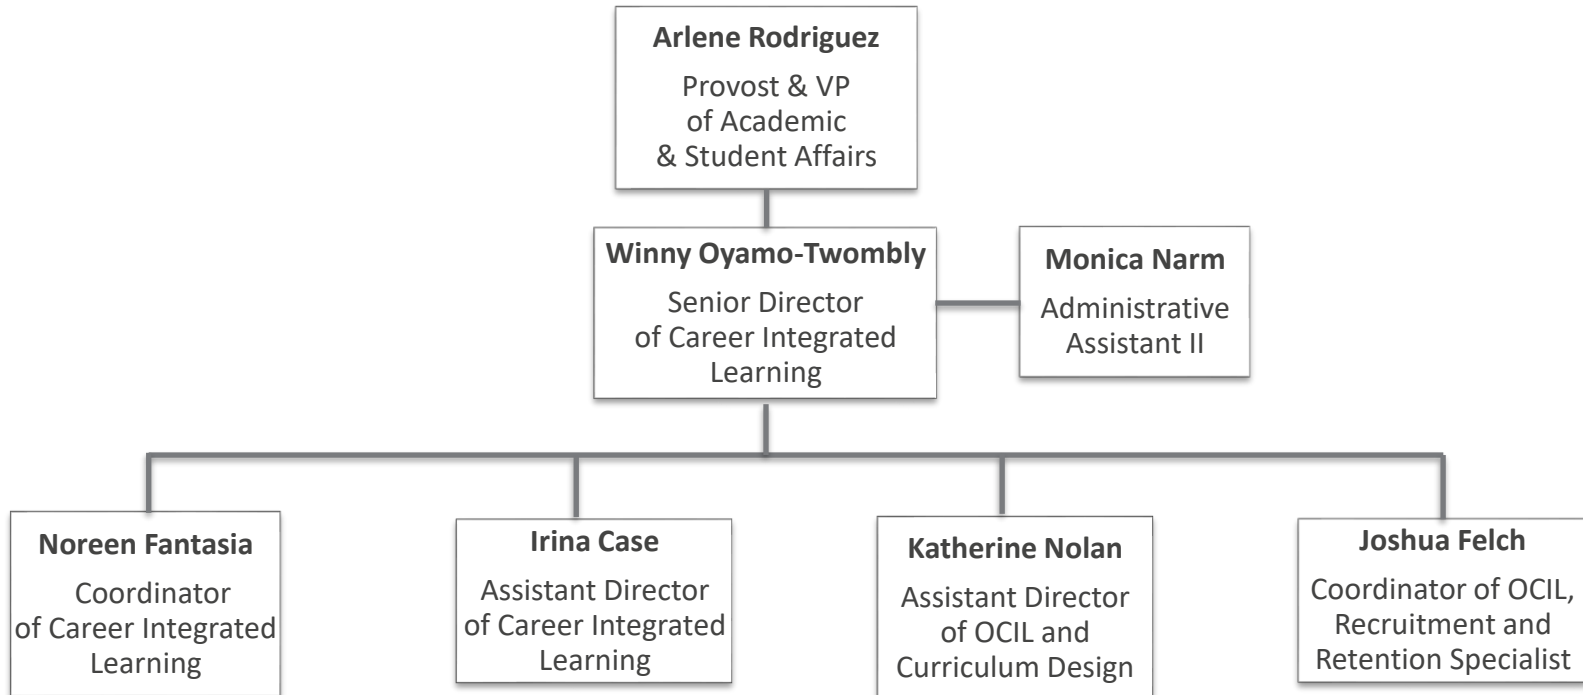 Arlene Rodriguez
Provost & VP
of Academic
& Student Affairs
Winny Oyamo-Twombly
Senior Director
of Career Integrated
Learning
Monica Narm
Administrative
Assistant II
Noreen Fantasia
Coordinator
of Career Integrated
Learning
Irina Case
Assistant Director
of Career Integrated
Learning
Katherine Nolan
Assistant Director
of OCIL and
Curriculum Design
Joshua Felch
Coordinator of OCIL,
Recruitment and
Retention Specialist